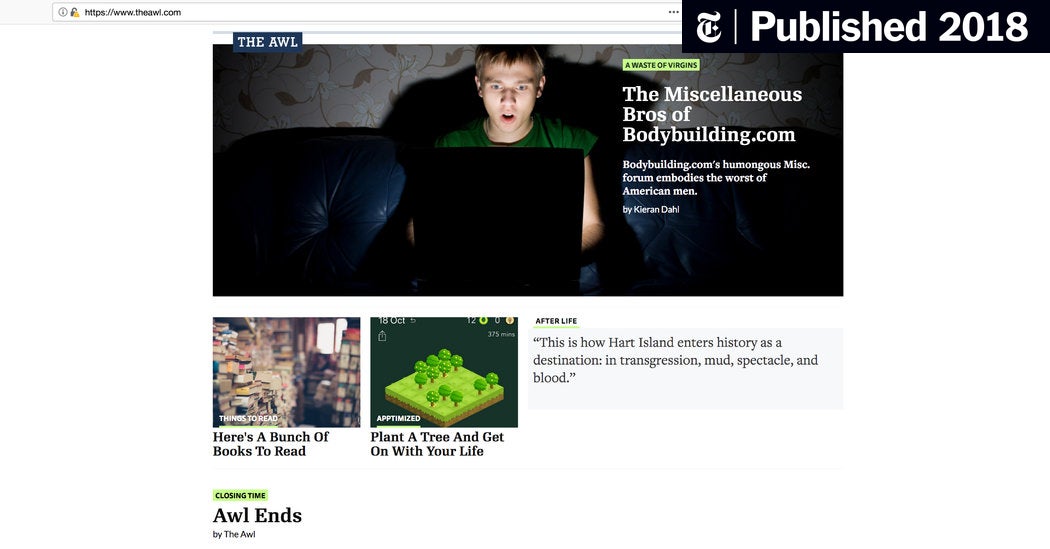 https://www.theawl.com
Published 2018
THE AWL
A WASTE OF VIRGINS
The Miscellaneous
Bros of
Bodybuilding.com
Bodybuilding.com's humongous Misc.
forum embodies the worst of
American men.
by Kieran Dahl
18 Oct
12 0
375 mins
THINGS TO READ
Here's A Bunch Of
Books To Read
APPTIMIZED
Plant A Tree And Get
On With Your Life
AFTER LIFE
“This is how Hart Island enters history as a
destination: in transgression, mud, spectacle, and
blood.”
CLOSING TIME
Awl Ends
by The Awl